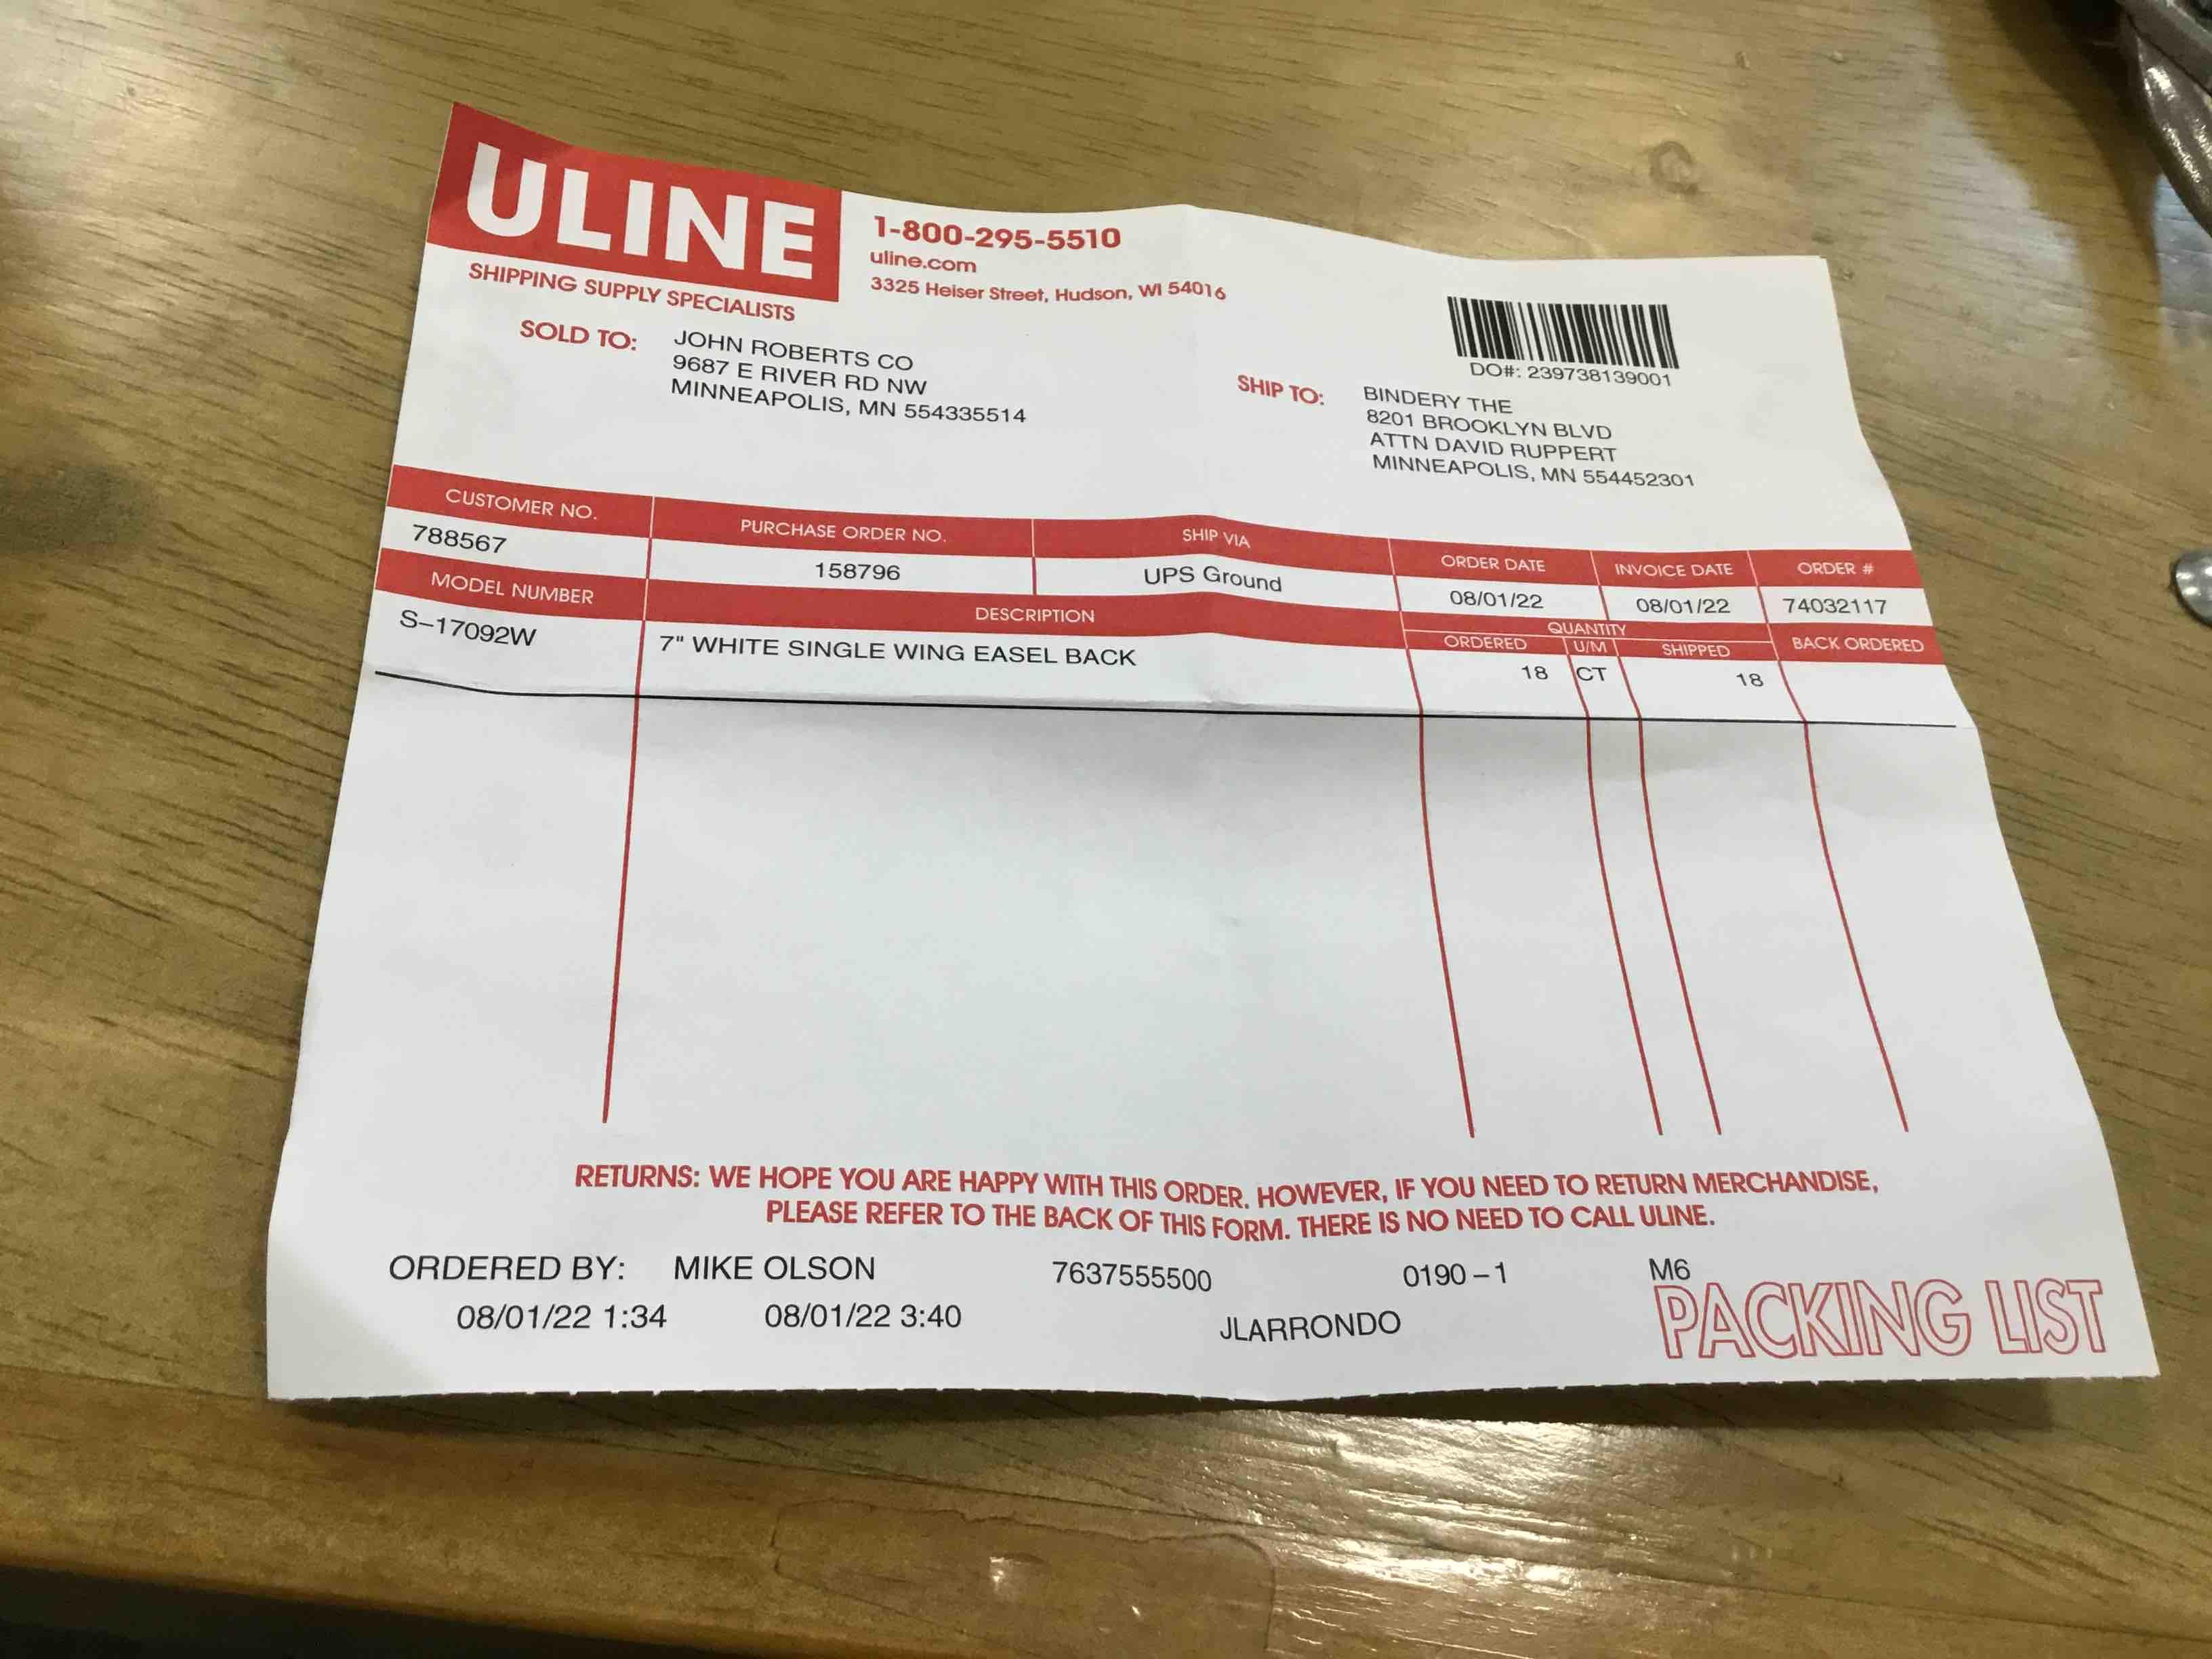 ULINE
SHIPPING SUPPLY SPECIALISTS
1-800-295-5510
uline.com
3325 Heiser Street, Hudson, WI 54016
SOLD TO:
JOHN ROBERTS CO
9687 E RIVER RD NW
MINNEAPOLIS, MN 554335514
DO#: 239738139001
SHIP TO:
BINDERY THE
8201 BROOKLYN BLVD
ATTN DAVID RUPPERT
MINNEAPOLIS, MN 554452301
CUSTOMER NO. PURCHASE ORDER NO. SHIP VIA ORDER DATE INVOICE DATE ORDER #
788567 158796 UPS Ground 08/01/22 08/01/22 74032117
MODEL NUMBER DESCRIPTION QUANTITY
ORDERED U/M SHIPPED BACK ORDERED
S-17092W 7" WHITE SINGLE WING EASEL BACK 18 CT 18
RETURNS: WE HOPE YOU ARE HAPPY WITH THIS ORDER. HOWEVER, IF YOU NEED TO RETURN MERCHANDISE,
PLEASE REFER TO THE BACK OF THIS FORM. THERE IS NO NEED TO CALL ULINE.
ORDERED BY: MIKE OLSON 7637555500 0190-1 M6
08/01/22 1:34 08/01/22 3:40 JLARRONDO
PACKING LIST